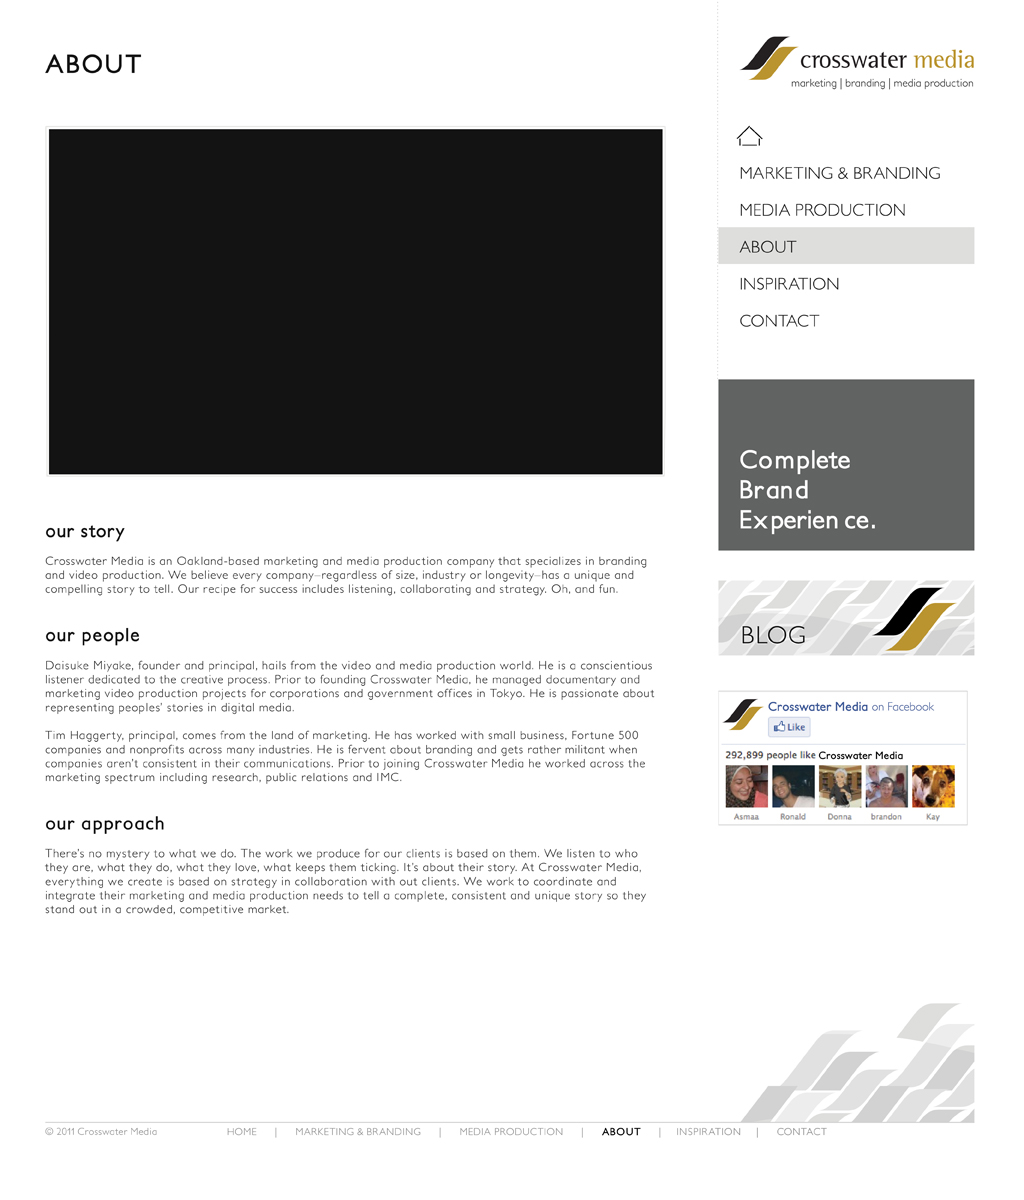 ABOUT
crosswater media
marketing | branding | media production
MARKETING & BRANDING
MEDIA PRODUCTION
ABOUT
INSPIRATION
CONTACT
Complete
Brand
Experien ce.
our story
Crosswater Media is an Oakland-based marketing and media production company that specializes in branding
and video production. We believe every company–regardless of size, industry or longevity–has a unique and
compelling story to tell. Our recipe for success includes listening, collaborating and strategy. Oh, and fun.
our people
Daisuke Miyake, founder and principal, hails from the video and media production world. He is a conscientious
listener dedicated to the creative process. Prior to founding Crosswater Media, he managed documentary and
marketing video production projects for corporations and government offices in Tokyo. He is passionate about
representing peoples' stories in digital media.
Tim Haggerty, principal, comes from the land of marketing. He has worked with small business, Fortune 500
companies and nonprofits across many industries. He is fervent about branding and gets rather militant when
companies aren't consistent in their communications. Prior to joining Crosswater Media he worked across the
marketing spectrum including research, public relations and IMC.
our approach
There's no mystery to what we do. The work we produce for our clients is based on them. We listen to who
they are, what they do, what they love, what keeps them ticking. It's about their story. At Crosswater Media,
everything we create is based on strategy in collaboration with out clients. We work to coordinate and
integrate their marketing and media production needs to tell a complete, consistent and unique story so they
stand out in a crowded, competitive market.
BLOG
Crosswater Media on Facebook
Like
292,899 people like Crosswater Media
Asmaa Ronald Donna brandon Kay
© 2011 Crosswater Media HOME | MARKETING & BRANDING | MEDIA PRODUCTION | ABOUT | INSPIRATION | CONTACT